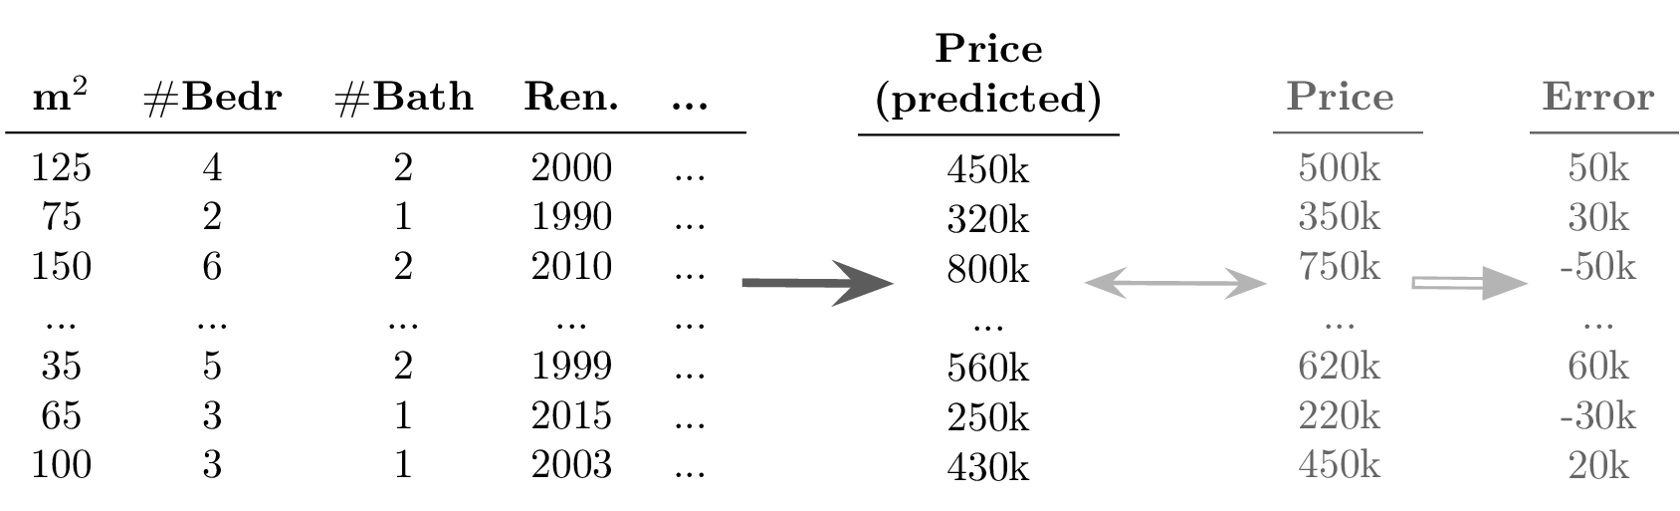 Price
m² #Bedr #Bath Ren. ... (predicted) Price Error
125 4 2 2000 ... 450k 500k 50k
75 2 1 1990 ... 320k 350k 30k
150 6 2 2010 ... 800k 750k -50k
... ... ... ... ... ... ... ...
35 5 2 1999 ... 560k 620k 60k
65 3 1 2015 ... 250k 220k -30k
100 3 1 2003 ... 430k 450k 20k